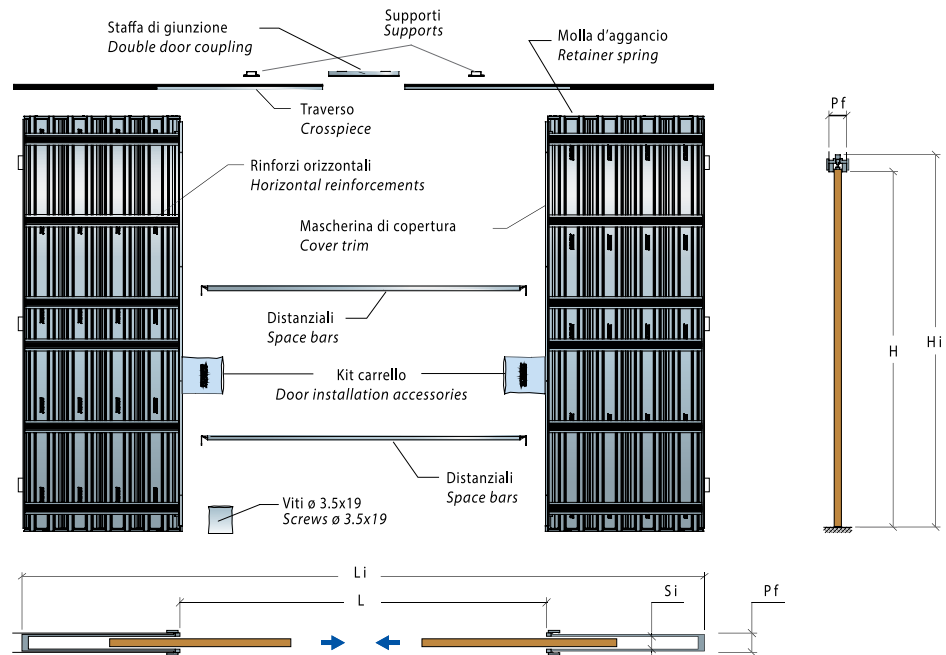 Staffa di giunzione
Double door coupling
Supporti
Supports
Molla d'aggancio
Retainer spring
Traverso
Crosspiece
Pf
Rinforzi orizzontali
Horizontal reinforcements
Mascherina di copertura
Cover trim
Distanziali
Space bars
H
Hi
Kit carrello
Door installation accessories
Distanziali
Space bars
Viti ø 3.5x19
Screws ø 3.5x19
Li
L
Si
Pf